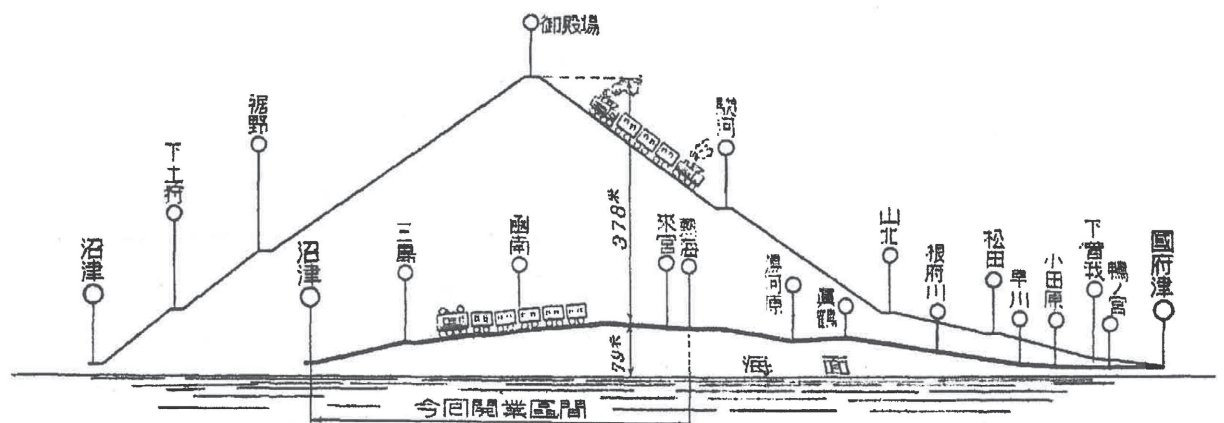 御殿場
裾野
駿河
下土狩
山北
沼津
松田
下曽我
國府津
沼津
三島
函南
來宮
熱海
湯河原
眞鶴
根府川
早川
小田原
鴨ノ宮
378米
79米
海面
今回開業區間